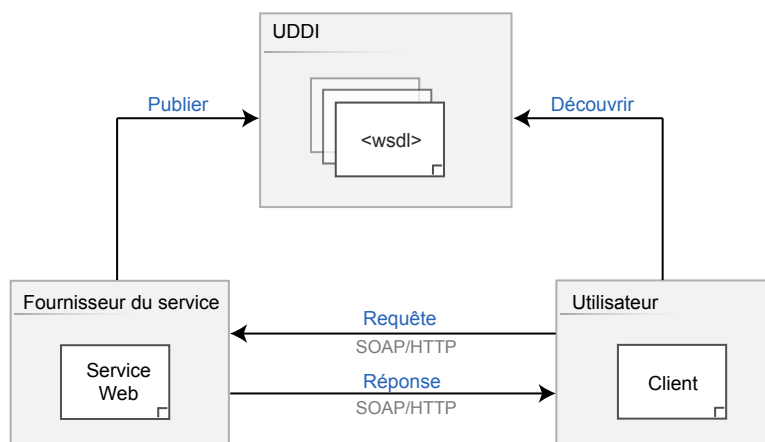 UDDI
Publier
Découvrir
<wsdl>
Fournisseur du service
Utilisateur
Requête
SOAP/HTTP
Service
Web
Réponse
Client
SOAP/HTTP